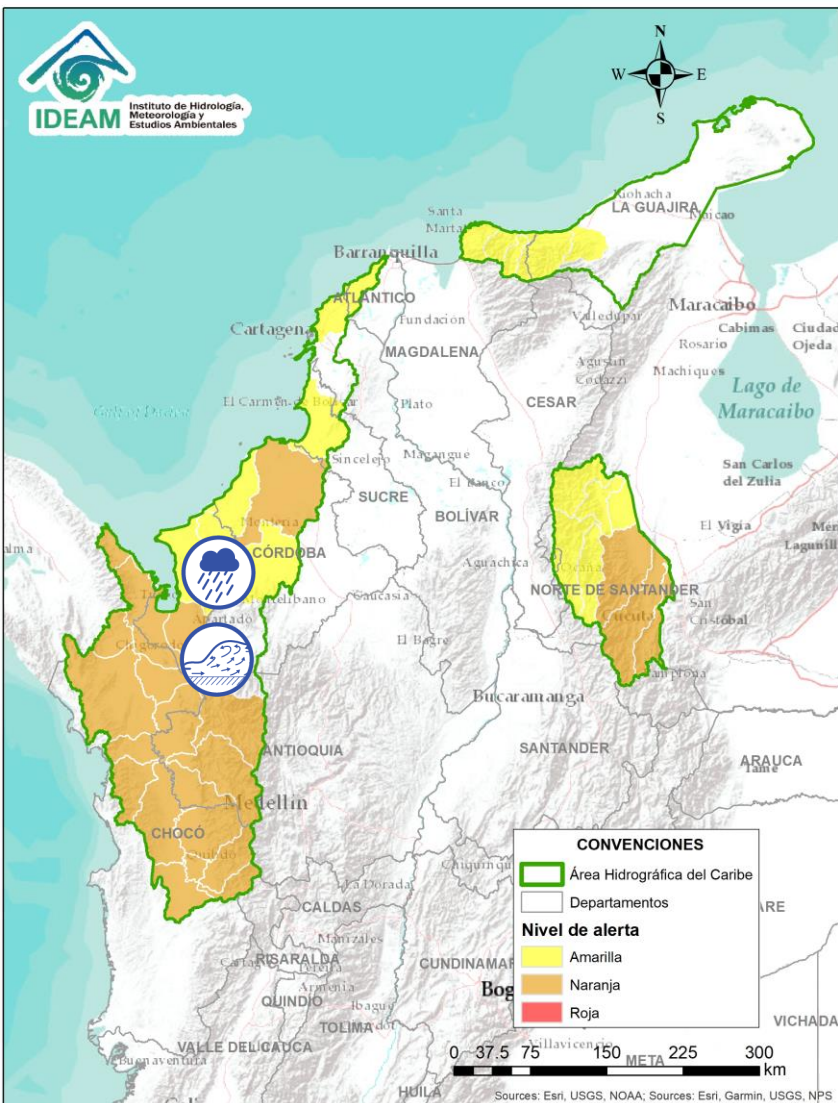 N
W
E
S
IDEAM
Instituto de Hidrología,
Meteorología y
Estudios Ambientales
Riohacha
LA GUAJIRA
Maicao
Santa
Marta
Barranquilla
ATLÁNTICO
Maracaibo
Cartagena
Fundación
Valledupar
Cabimas
Ciudad
Ojeda
Rosario
MAGDALENA
Machiques
Agustín
Codazzi
Lago de
Maracaibo
CESAR
El Carmen de Bolívar
Plato
Sincelejo
Magangué
San Carlos
del Zulia
El Banco
SUCRE
BOLÍVAR
Montería
El Vigía
CÓRDOBA
Aguachica
Ocaña
NORTE DE SANTANDER
Montelíbano
Caucasia
San
Cristóbal
Apartadó
Cúcuta
El Bagre
Bucaramanga
ANTIOQUIA
SANTANDER
ARAUCA
Tame
Medellín
CHOCÓ
Quibdó
CONVENCIONES
Área Hidrográfica del Caribe
Departamentos
Nivel de alerta
Amarilla
Naranja
Roja
La Dorada
CALDAS
Manizales
RISARALDA
Pereira
Armenia
QUINDÍO
Ibagué
TOLIMA
VALLE DEL CAUCA
Buenaventura
Villavicencio
META
VICHADA
HUILA
0 37.5 75 150 225 300
km
Sources: Esri, USGS, NOAA; Sources: Esri, Garmin, USGS, NPS